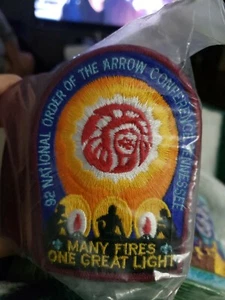 92 NATIONAL ORDER OF THE ARROW CONFERENCE TENNESSEE
MANY FIRES
ONE GREAT LIGHT